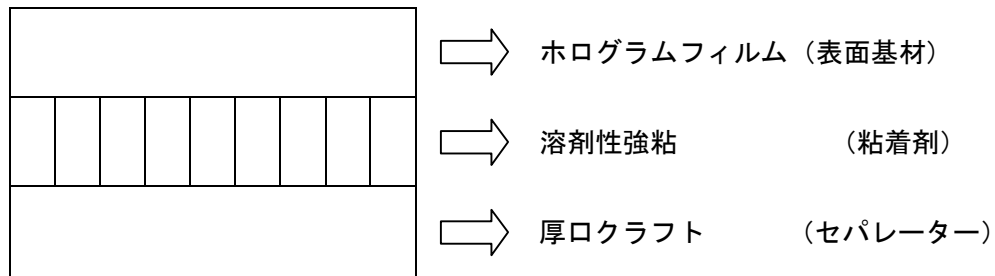 ホログラムフィルム（表面基材）
溶剤性強粘　　　　　（粘着剤）
厚口クラフト　　　（セパレーター）